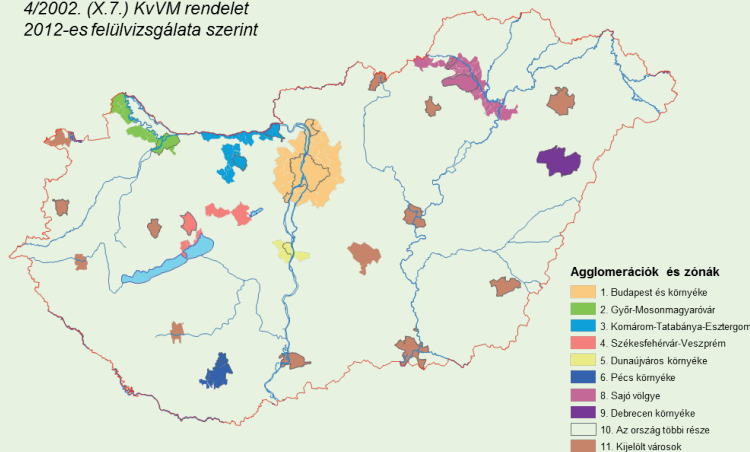 4/2002. (X.7.) KvVM rendelet
2012-es felülvizsgálata szerint
Agglomerációk és zónák
1. Budapest és környéke
2. Győr-Mosonmagyaróvár
3. Komárom-Tatabánya-Esztergom
4. Székesfehérvár-Veszprém
5. Dunaújváros környéke
6. Pécs környéke
8. Sajó völgye
9. Debrecen környéke
10. Az ország többi része
11. Kijelölt városok